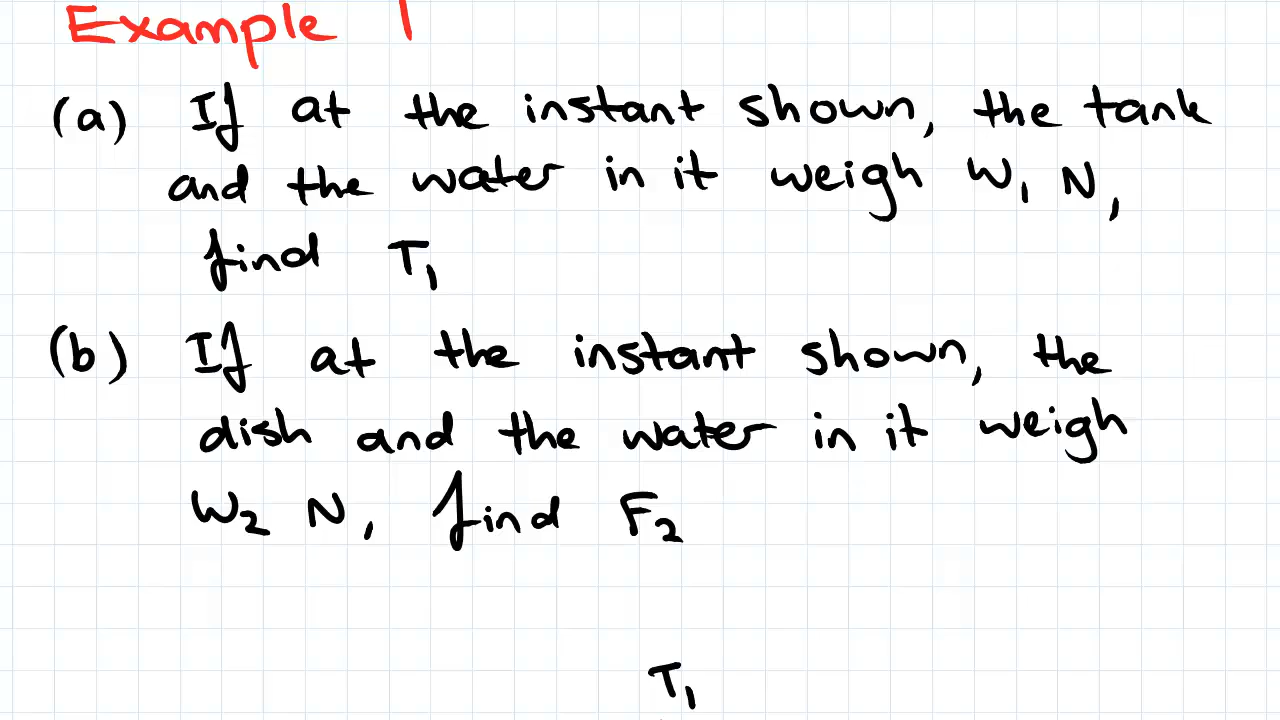 Example 1
(a) If at the instant shown, the tank
and the water in it weigh W₁ N,
find T₁
(b) If at the instant shown, the
dish and the water in it weigh
W₂ N, find F₂
T₁